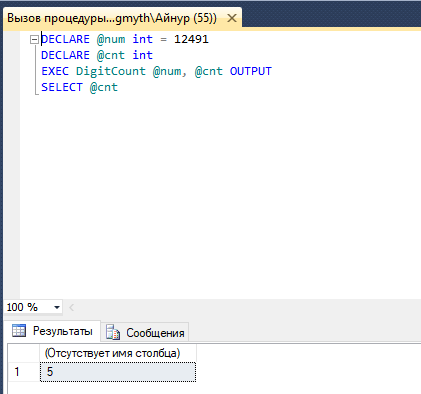 Вызов процедуры...gmyth\Айнур (55))
DECLARE @num int = 12491
DECLARE @cnt int
EXEC DigitCount @num, @cnt OUTPUT
SELECT @cnt
100 %
Результаты Сообщения
(Отсутствует имя столбца)
1 5